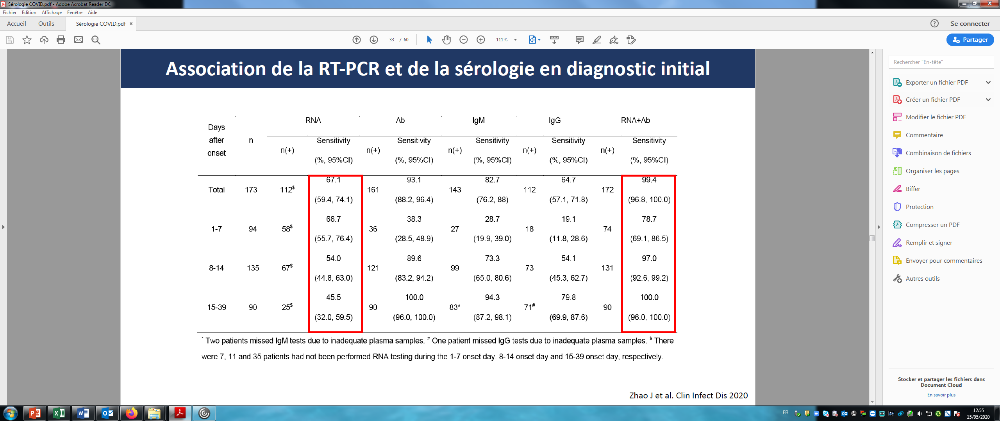 Sérologie COVID.pdf - Adobe Acrobat Reader DC
Fichier Edition Affichage Fenêtre Aide
Accueil Outils Sérologie COVID.pdf × Se connecter
33 / 60 111% Partager
Association de la RT-PCR et de la sérologie en diagnostic initial
Days after onset n RNA Ab IgM IgG RNA+Ab
n(+) Sensitivity (%, 95%CI) n(+) Sensitivity (%, 95%CI) n(+) Sensitivity (%, 95%CI) n(+) Sensitivity (%, 95%CI) n(+) Sensitivity (%, 95%CI)
Total 173 112$ 67.1 (59.4, 74.1) 161 93.1 (88.2, 96.4) 143 82.7 (76.2, 88) 112 64.7 (57.1, 71.8) 172 99.4 (96.8, 100.0)
1-7 94 58$ 66.7 (55.7, 76.4) 36 38.3 (28.5, 48.9) 27 28.7 (19.9, 39.0) 18 19.1 (11.8, 28.6) 74 78.7 (69.1, 86.5)
8-14 135 67$ 54.0 (44.8, 63.0) 121 89.6 (83.2, 94.2) 99 73.3 (65.0, 80.6) 73 54.1 (45.3, 62.7) 131 97.0 (92.6, 99.2)
15-39 90 25$ 45.5 (32.0, 59.5) 90 100.0 (96.0, 100.0) 83* 94.3 (87.2, 98.1) 71# 79.8 (69.9, 87.6) 90 100.0 (96.0, 100.0)
* Two patients missed IgM tests due to inadequate plasma samples. # One patient missed IgG tests due to inadequate plasma samples. $ There
were 7, 11 and 35 patients had not been performed RNA testing during the 1-7 onset day, 8-14 onset day and 15-39 onset day, respectively.
Zhao J et al. Clin Infect Dis 2020
Rechercher "En-tête"
Exporter un fichier PDF
Créer un fichier PDF
Modifier le fichier PDF
Commentaire
Combinaison de fichiers
Organiser les pages
Biffer
Protection
Compresser un PDF
Remplir et signer
Envoyer pour commentaires
Autres outils
Stocker et partager les fichiers dans
Document Cloud
En savoir plus
FR
12:55
15/05/2020